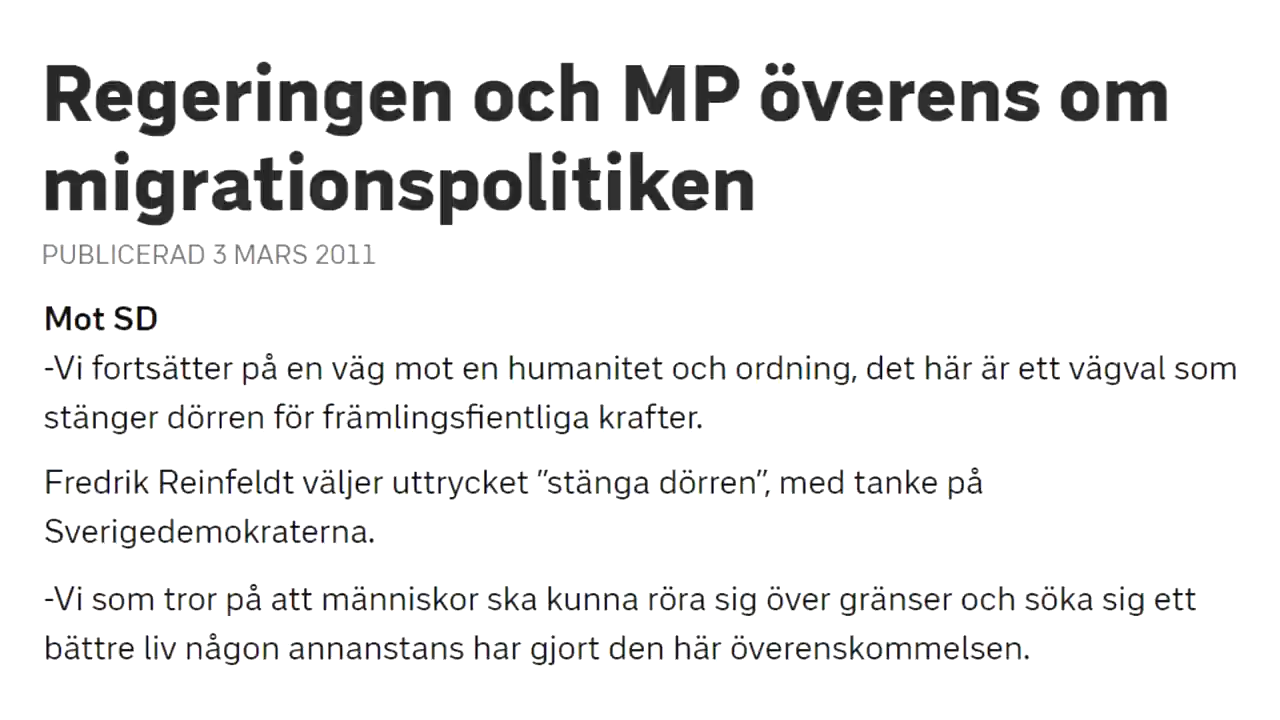 Regeringen och MP överens om
migrationspolitiken
PUBLICERAD 3 MARS 2011
Mot SD
-Vi fortsätter på en väg mot en humanitet och ordning, det här är ett vägval som
stänger dörren för främlingsfientliga krafter.
Fredrik Reinfeldt väljer uttrycket ”stänga dörren”, med tanke på
Sverigedemokraterna.
-Vi som tror på att människor ska kunna röra sig över gränser och söka sig ett
bättre liv någon annanstans har gjort den här överenskommelsen.